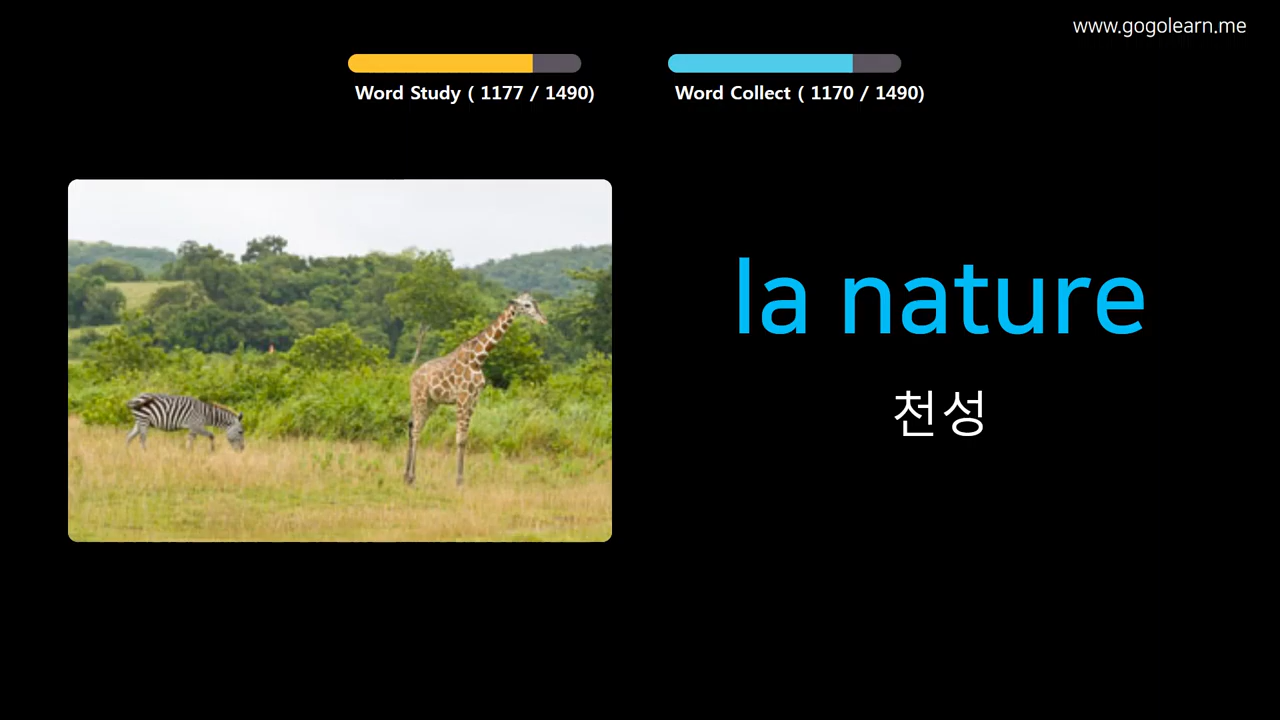 www.gogolearn.me
Word Study ( 1177 / 1490)
Word Collect ( 1170 / 1490)
la nature
천성